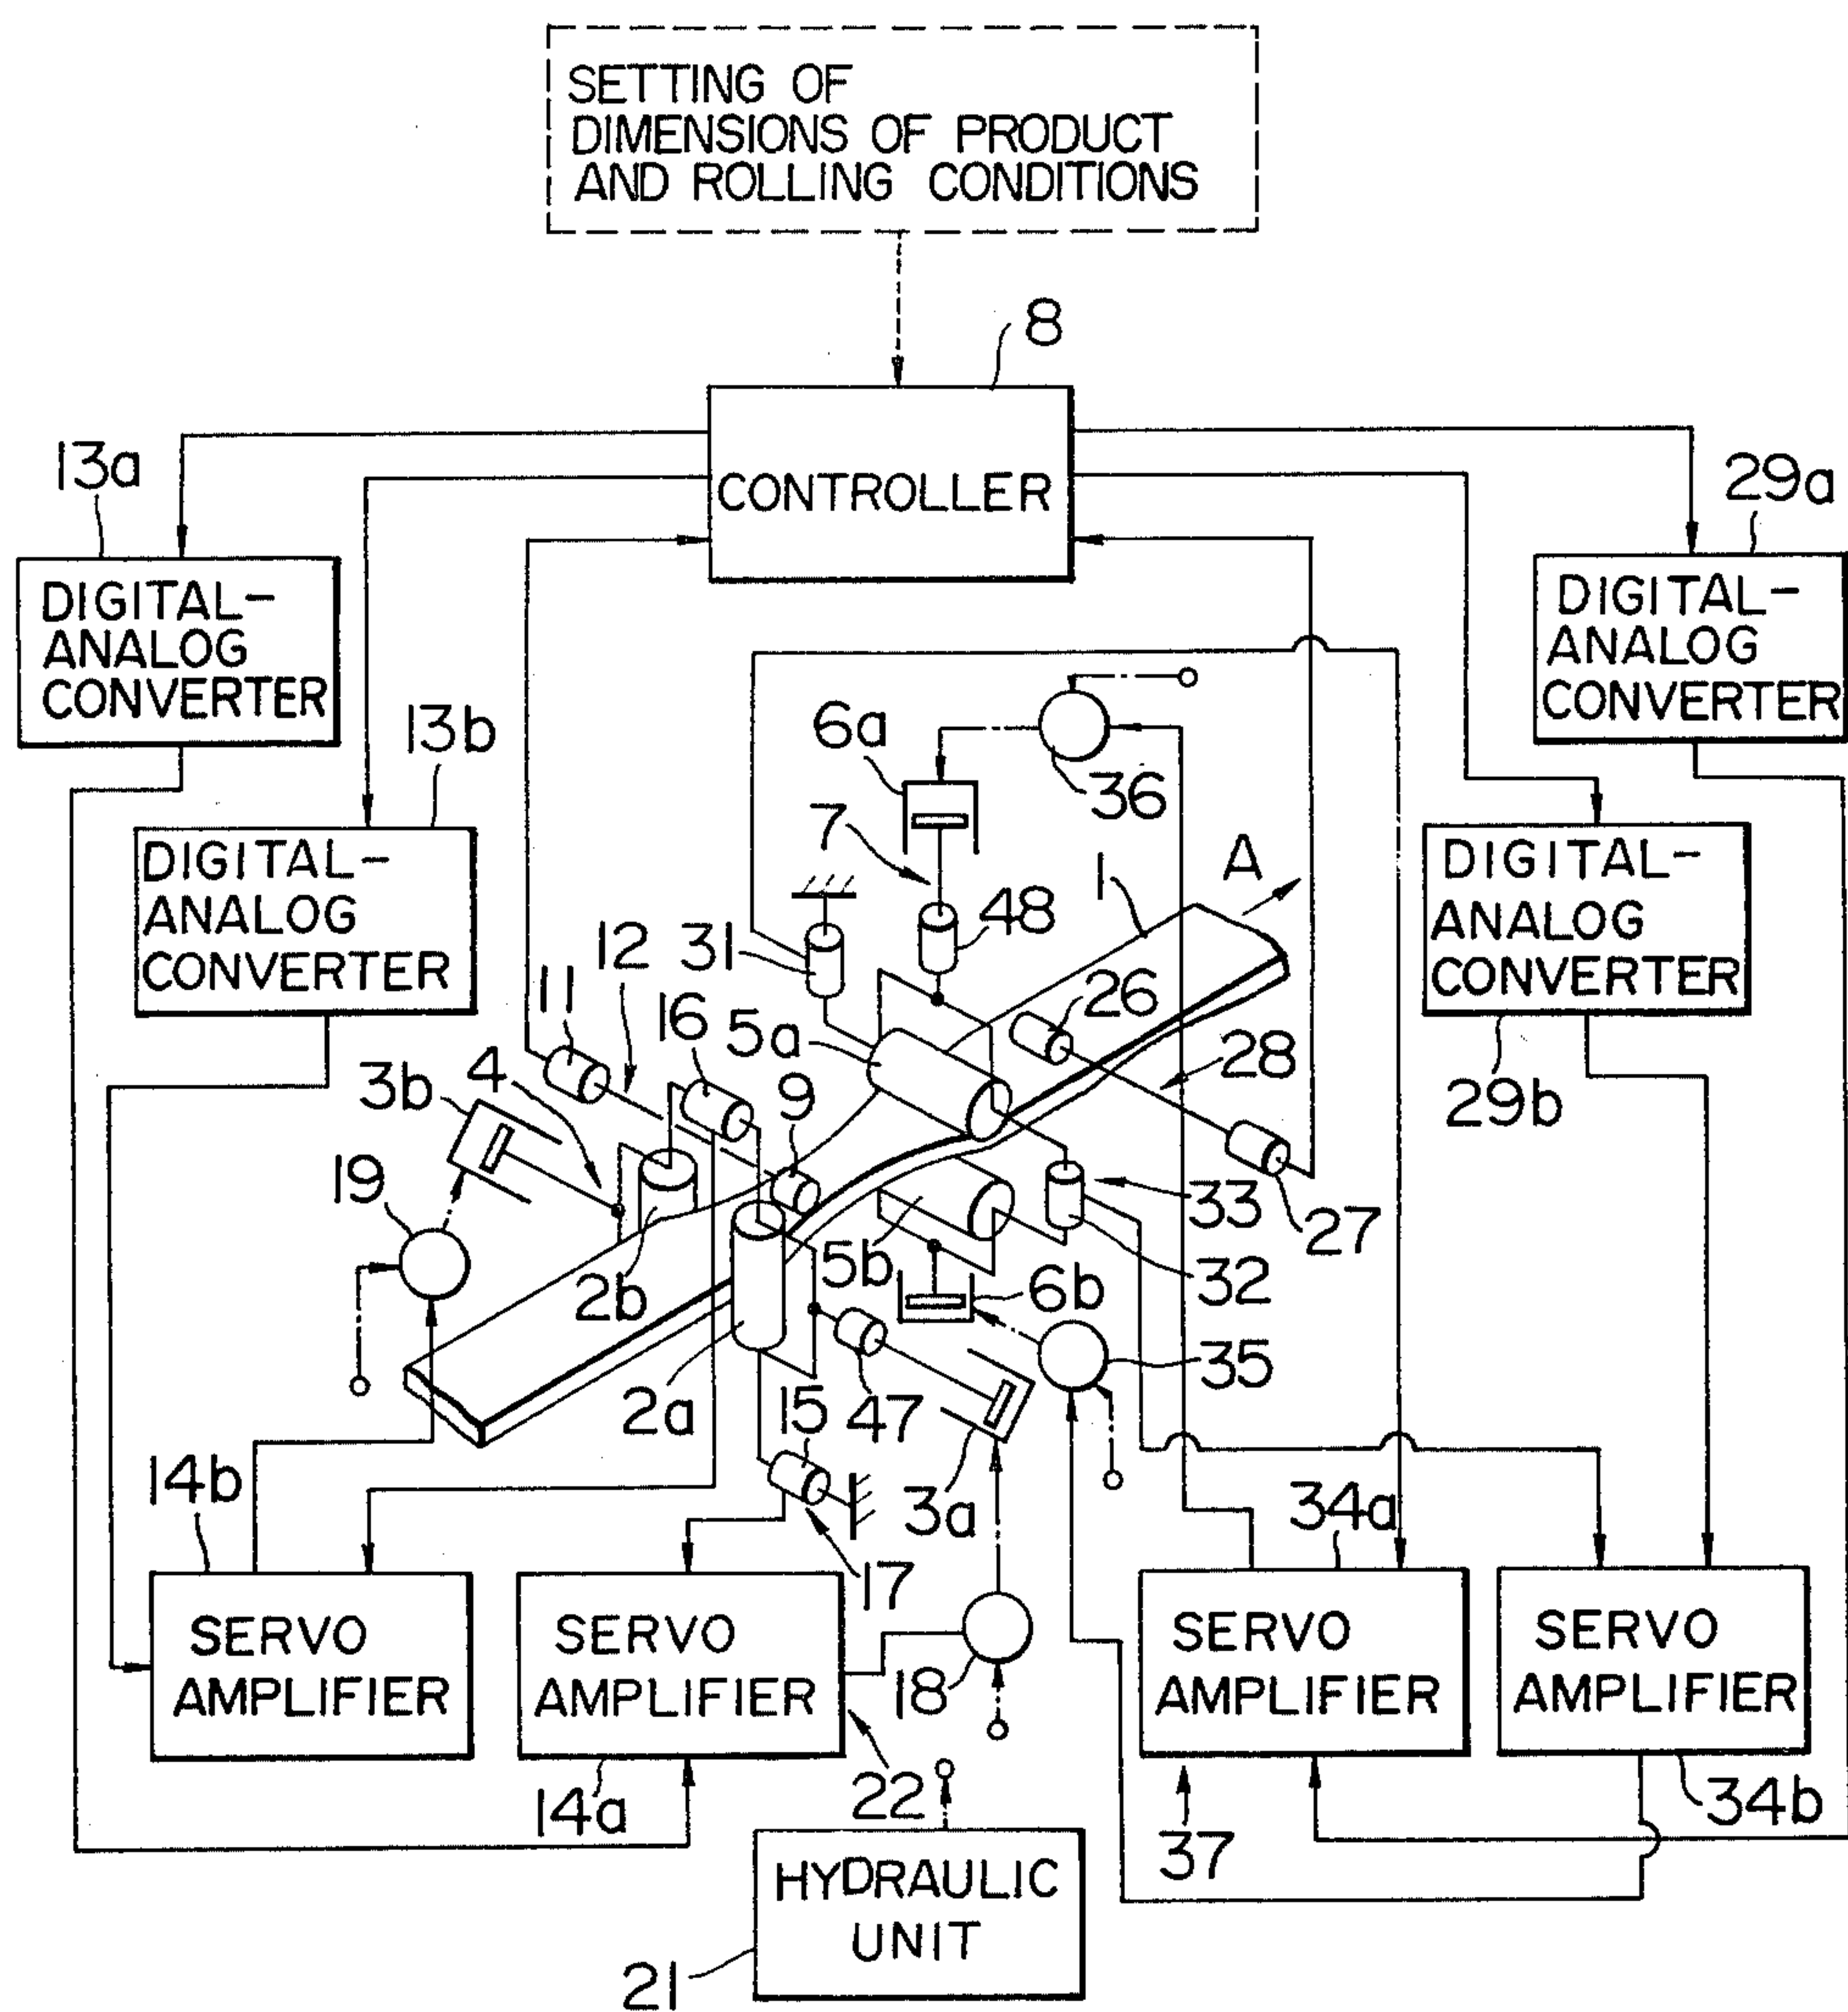 SETTING OF
DIMENSIONS OF PRODUCT
AND ROLLING CONDITIONS
8
CONTROLLER
13a
DIGITAL-
ANALOG
CONVERTER
29a
DIGITAL-
ANALOG
CONVERTER
13b
DIGITAL-
ANALOG
CONVERTER
DIGITAL-
ANALOG
CONVERTER
29b
6a
36
7
1
A
48
31
12
11
16
5a
26
28
9
4
3b
19
2b
5b
33
32
27
6b
35
2a
47
15
3a
17
14b
SERVO
AMPLIFIER
SERVO
AMPLIFIER
14a
22
18
34a
SERVO
AMPLIFIER
37
SERVO
AMPLIFIER
34b
HYDRAULIC
UNIT
21